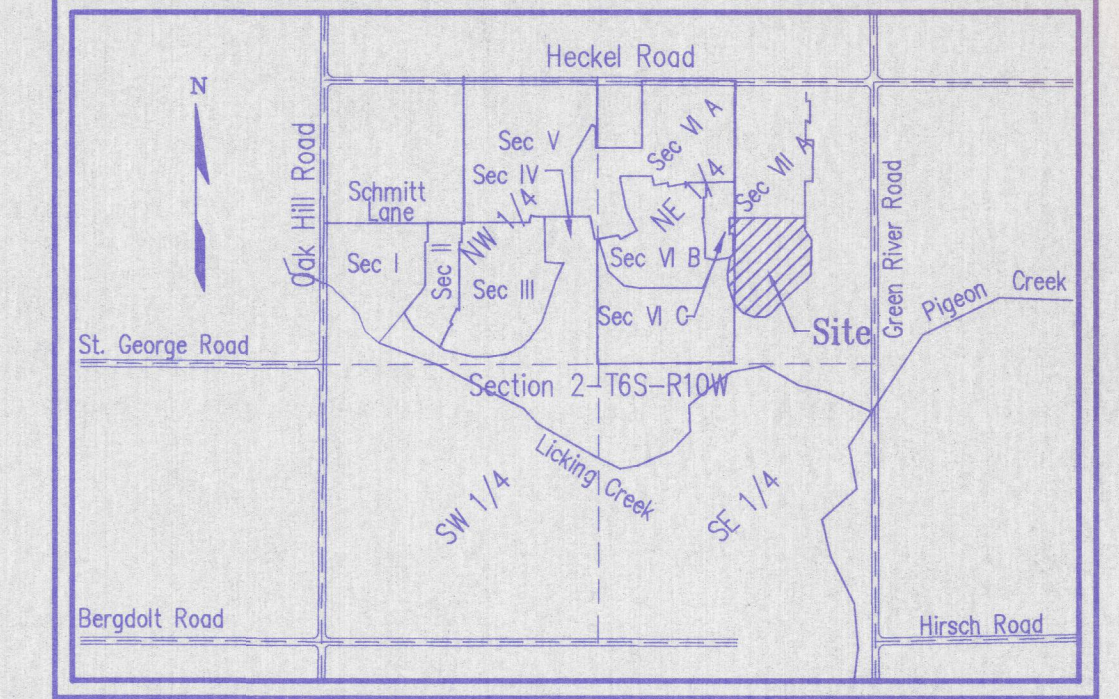 Heckel Road
N
Oak Hill Road
Sec V
Sec VI A
Sec VII A
Sec IV
Schmitt
Lane
NW 1/4
NE 1/4
Green River Road
Sec I
Sec II
Sec III
Sec VI B
Sec VI C
Pigeon Creek
Site
St. George Road
Section 2-T6S-R10W
Licking Creek
SW 1/4
SE 1/4
Bergdolt Road
Hirsch Road